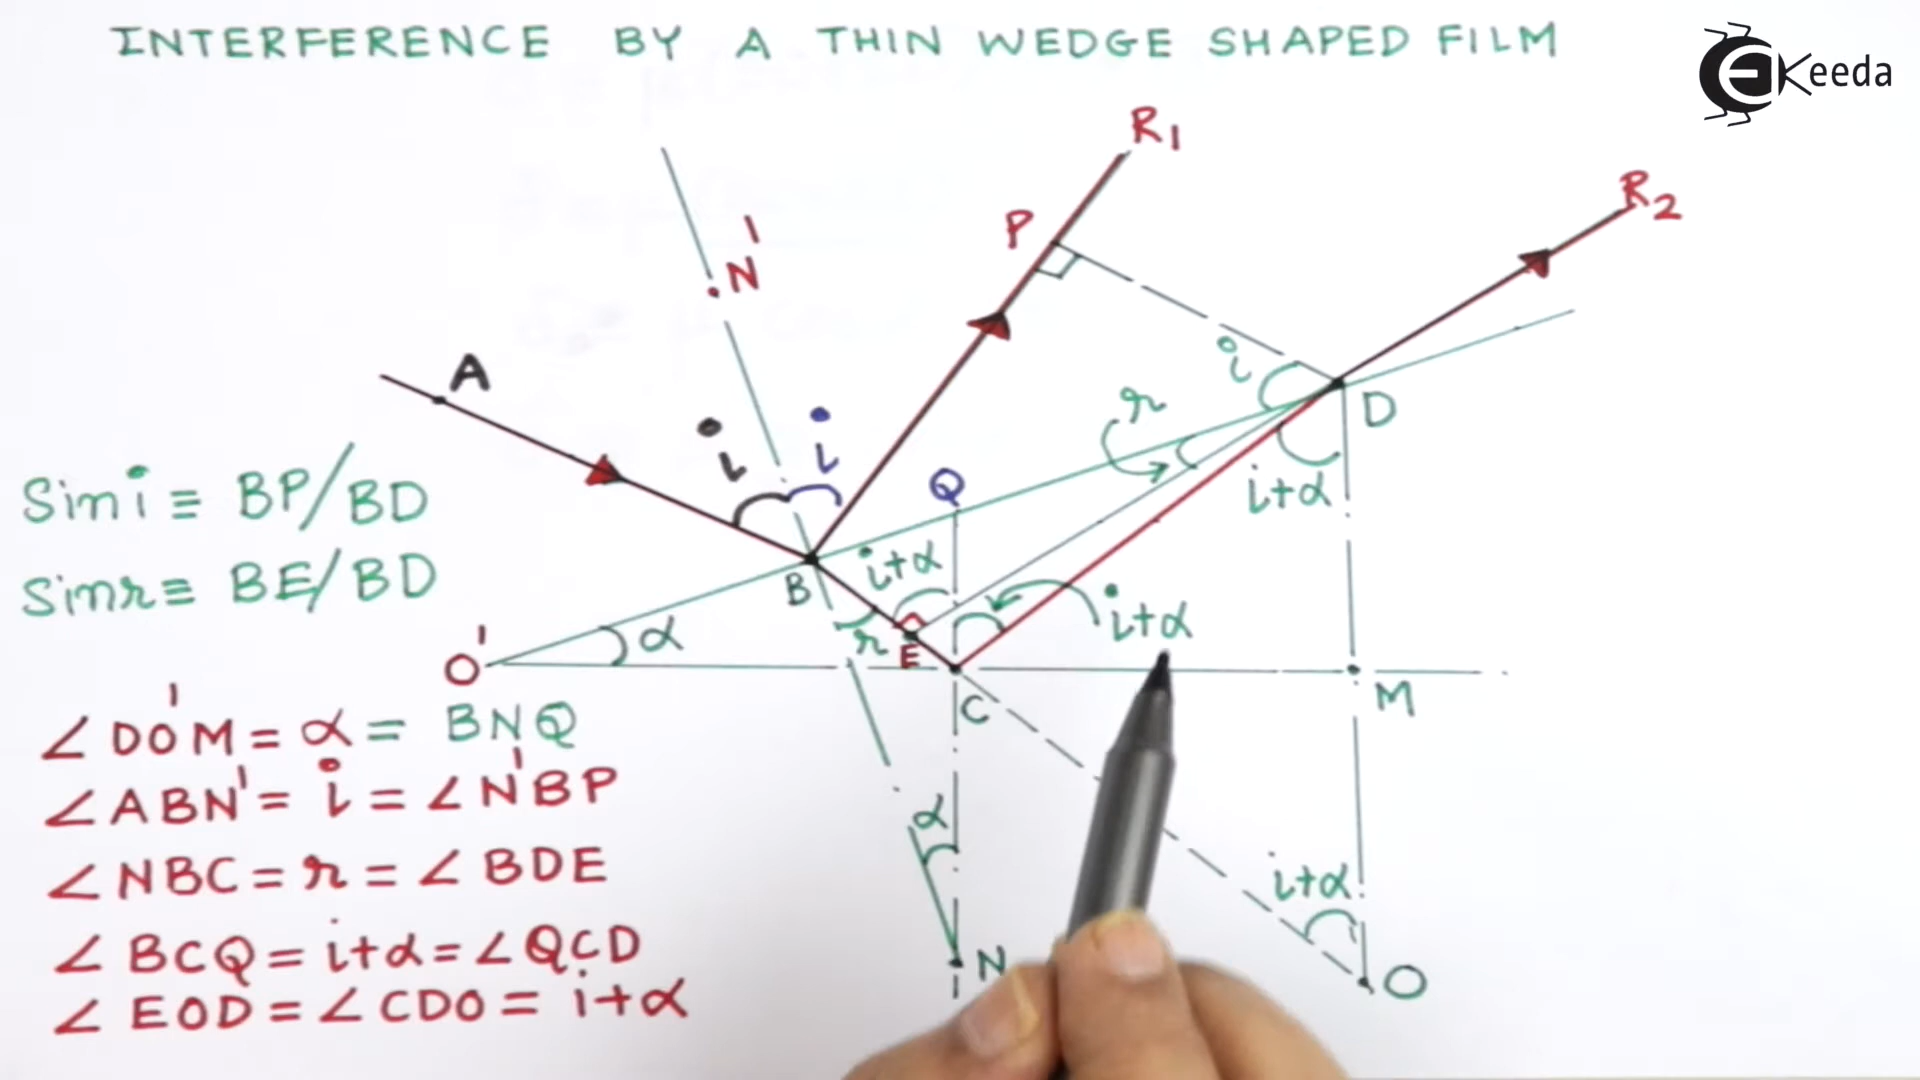 INTERFERENCE BY A THIN WEDGE SHAPED FILM
Keeda
R1
R2
P
N'
A
i
i
i
r
D
Q
i+α
i+α
B
i+α
r
E
α
O'
C
M
α
i+α
N
O
Sin i ≡ BP/BD
Sin r ≡ BE/BD
∠DO'M = α = BNQ
∠ABN' = i = ∠N'BP
∠NBC = r = ∠BDE
∠BCQ = i+α = ∠QCD
∠EOD = ∠CDO = i+α